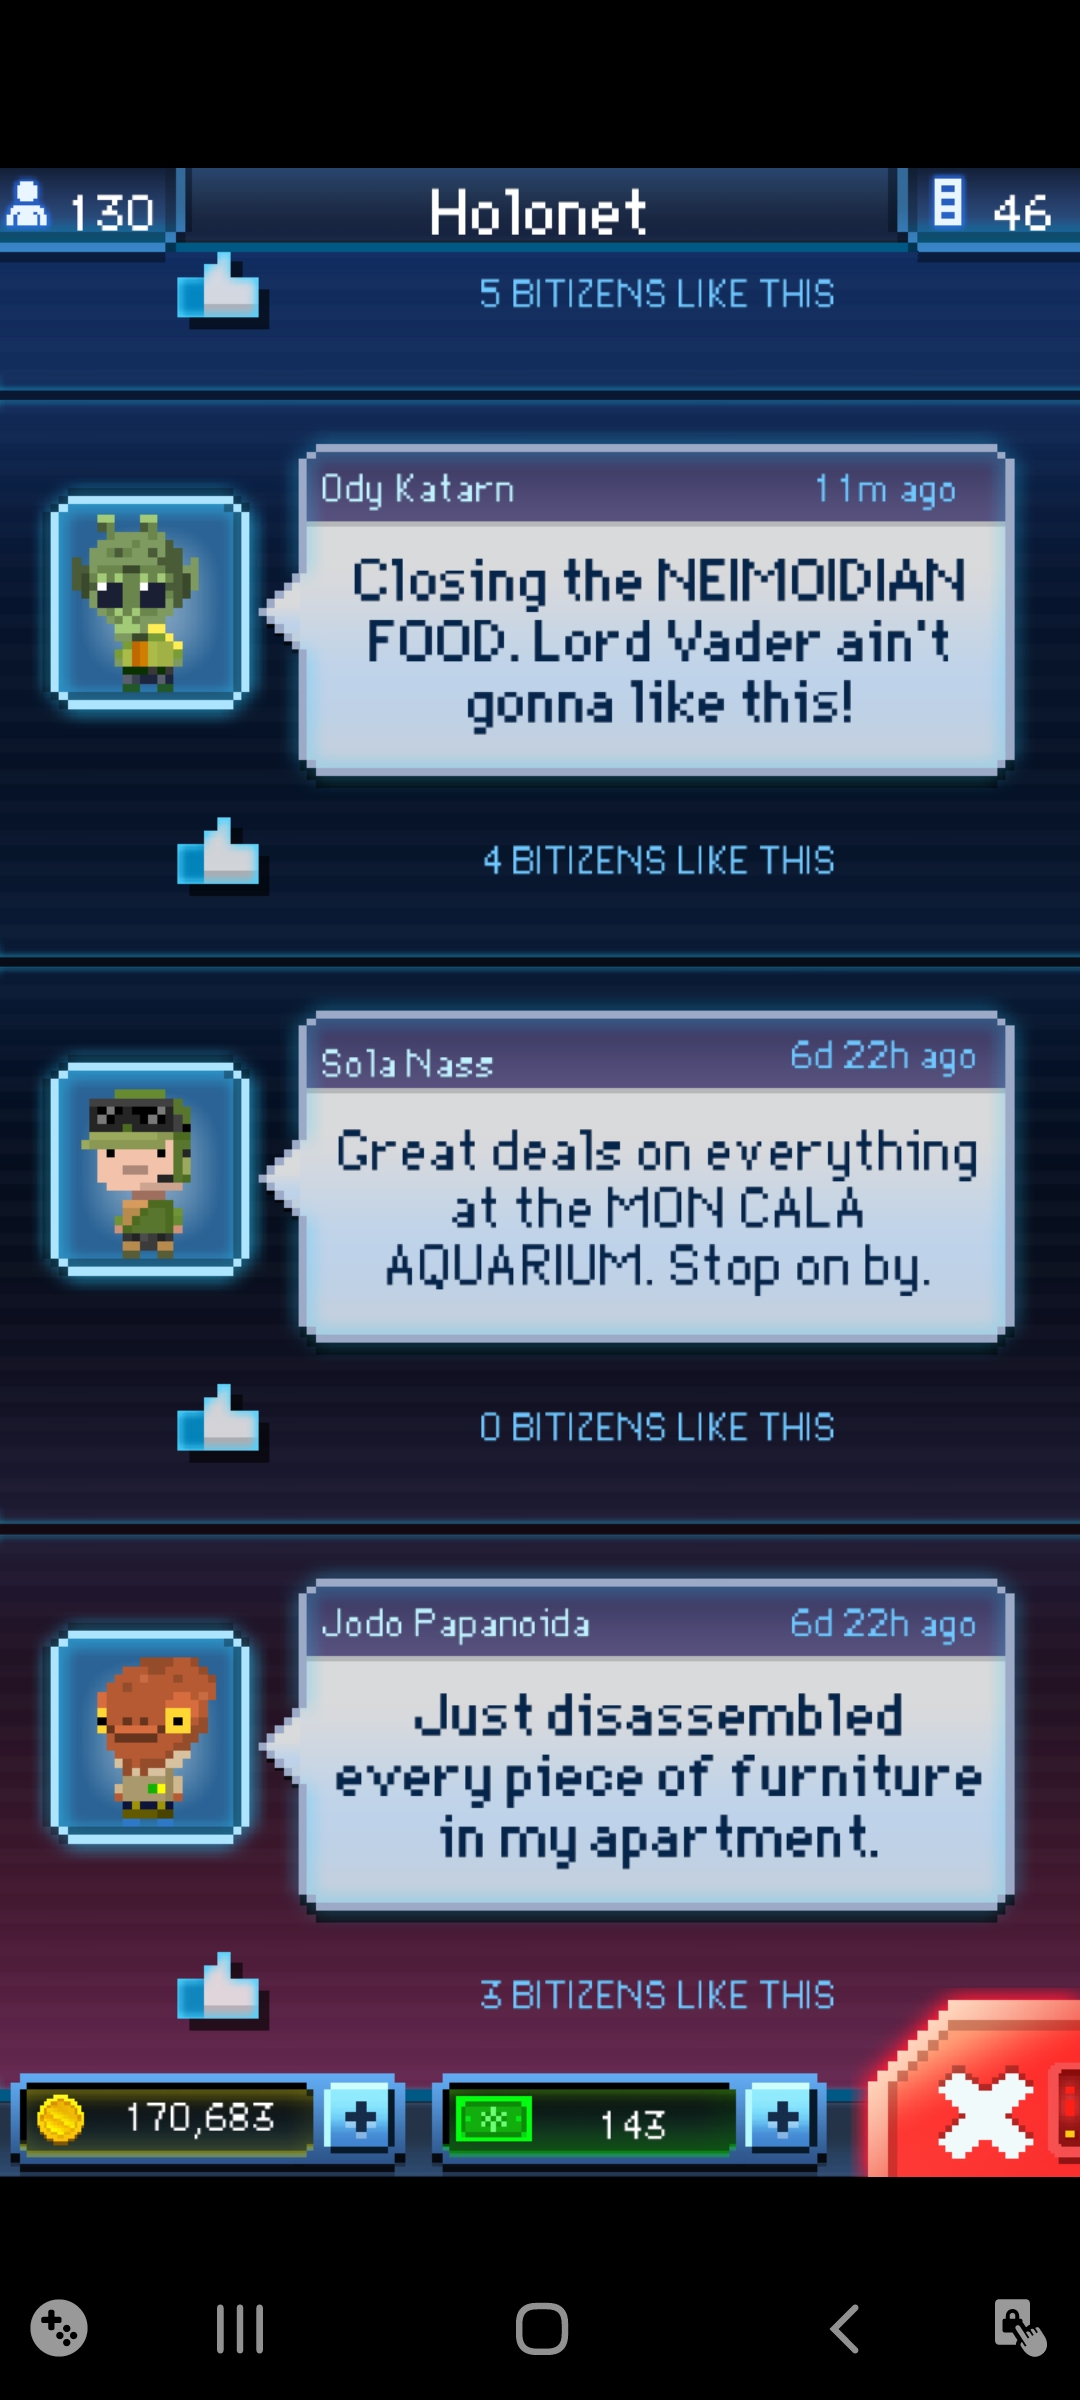 130
Holonet
46
5 BITIZENS LIKE THIS
Ody Katarn
11m ago
Closing the NEIMOIDIAN
FOOD. Lord Vader ain't
gonna like this!
4 BITIZENS LIKE THIS
Sola Nass
6d 22h ago
Great deals on everything
at the MON CALA
AQUARIUM. Stop on by.
0 BITIZENS LIKE THIS
Jodo Papanoida
6d 22h ago
Just disassembled
every piece of furniture
in my apartment.
3 BITIZENS LIKE THIS
170,683
143